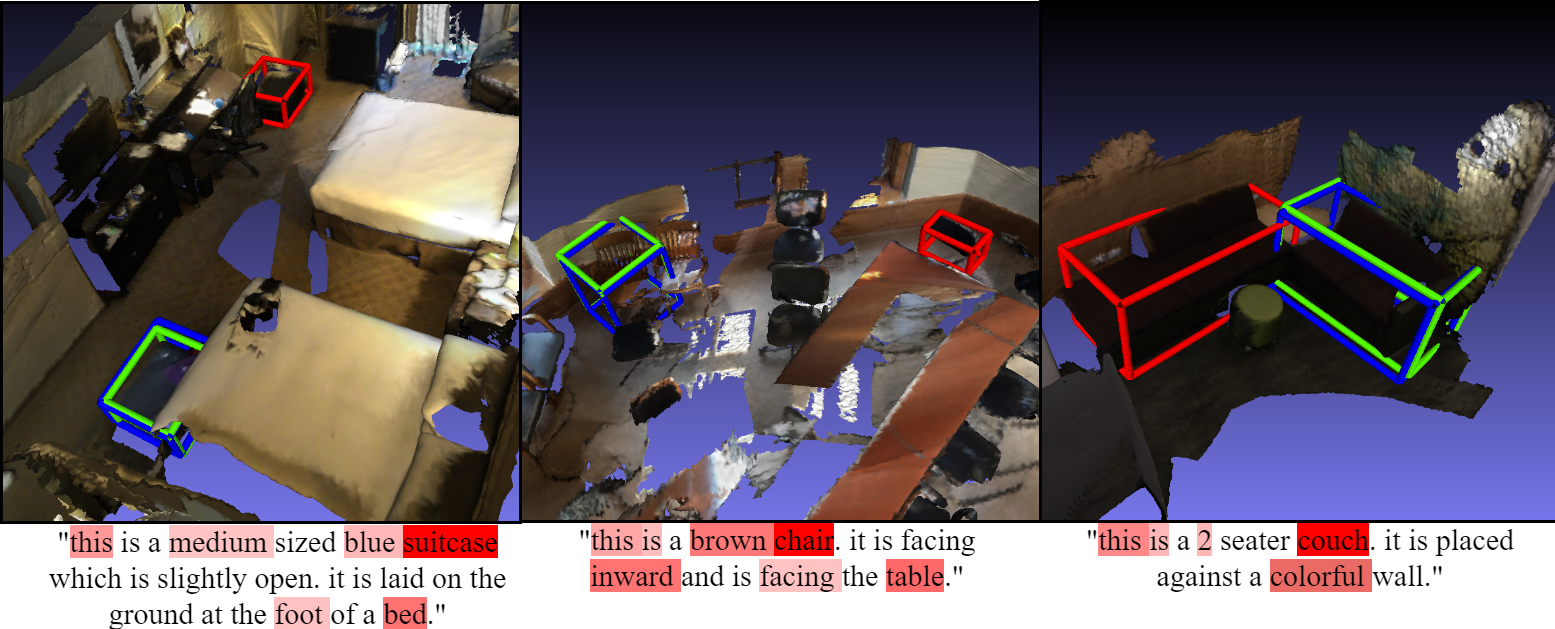 "this is a medium sized blue suitcase
which is slightly open. it is laid on the
ground at the foot of a bed."
"this is a brown chair. it is facing
inward and is facing the table."
"this is a 2 seater couch. it is placed
against a colorful wall."